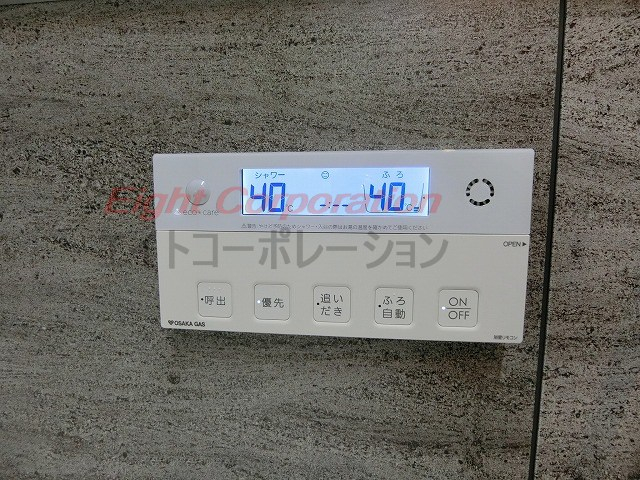 シャワー ふろ
40 ℃ --:-- 40 ℃
eco care
Eight Corporation
トコーポレーション
OPEN
呼出 優先 追いだき ふろ自動 ON OFF
OSAKA GAS